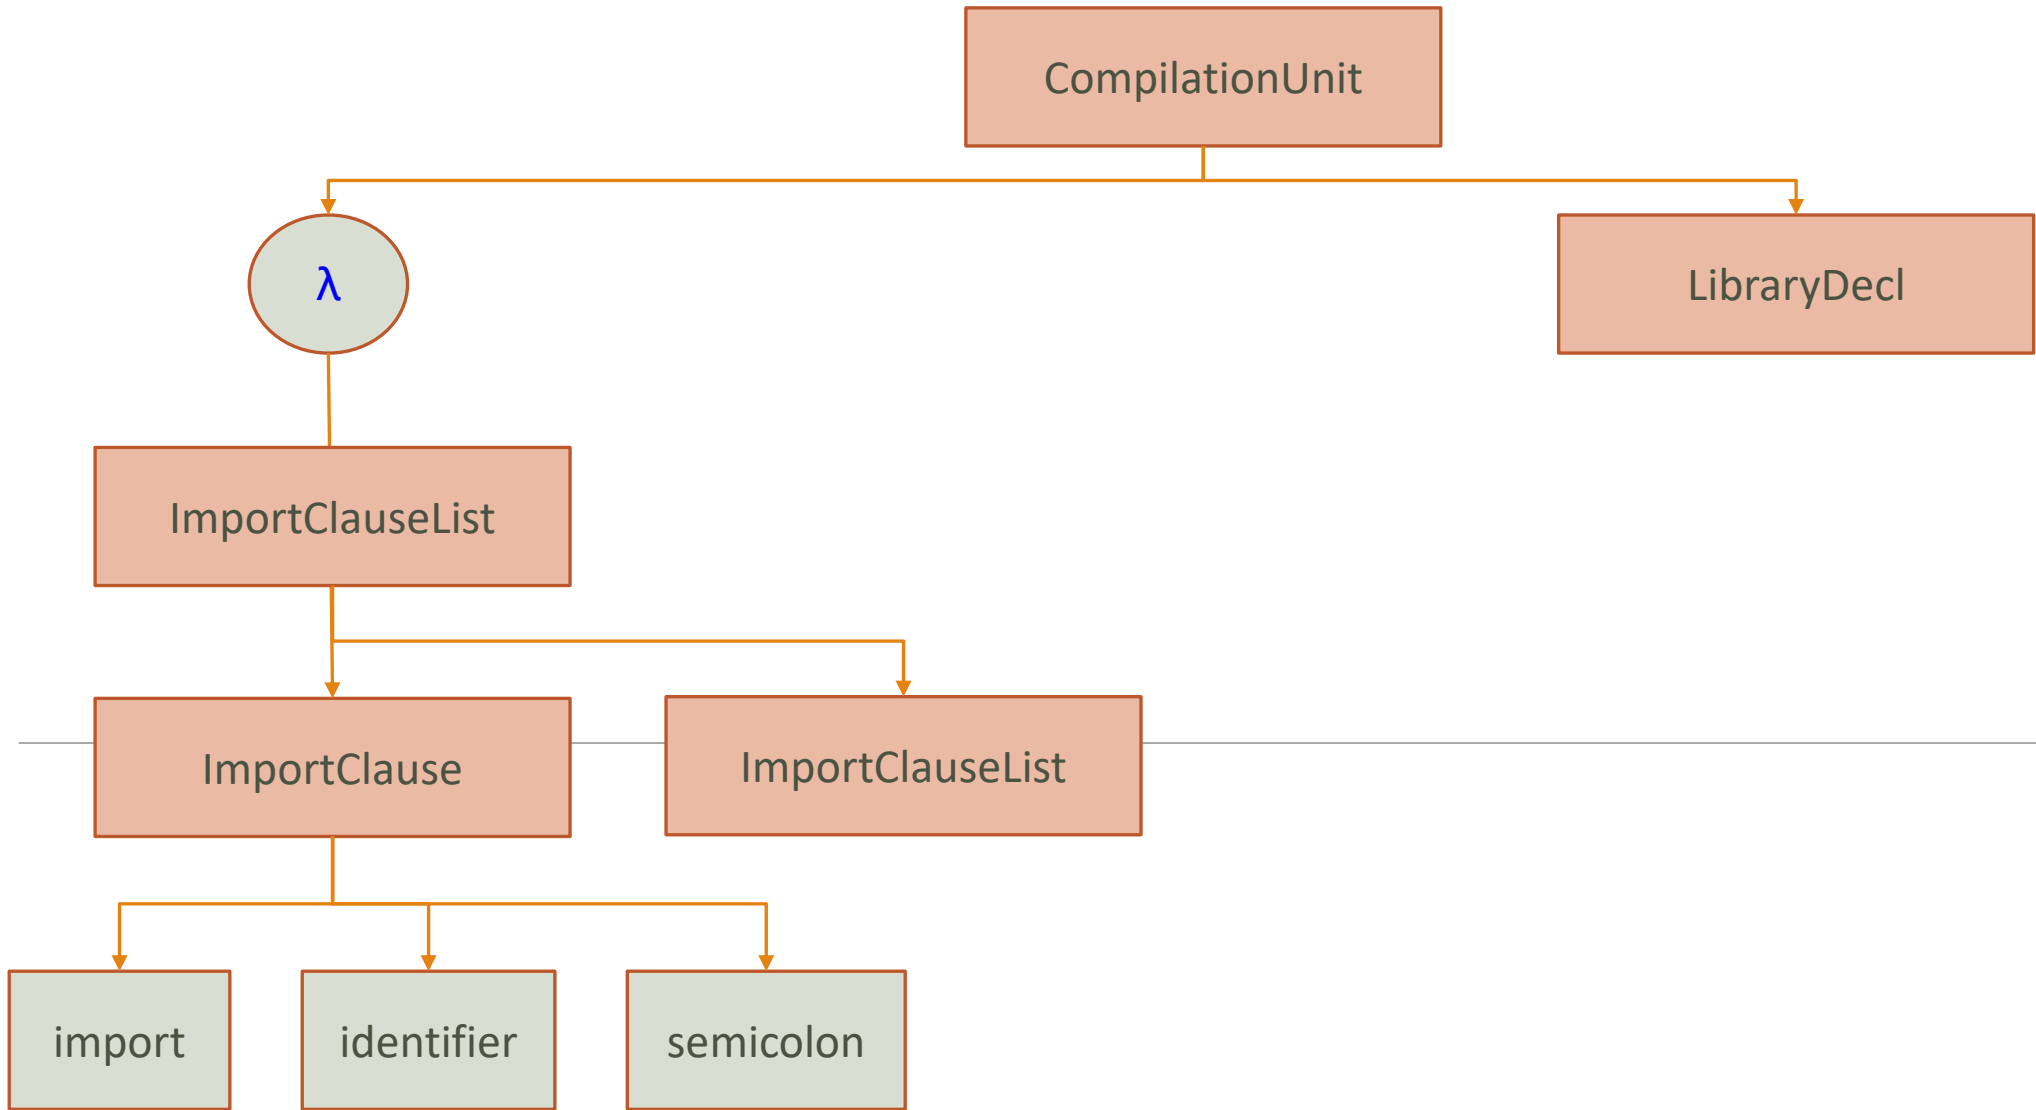 CompilationUnit
λ
LibraryDecl
ImportClauseList
ImportClause
ImportClauseList
import
identifier
semicolon